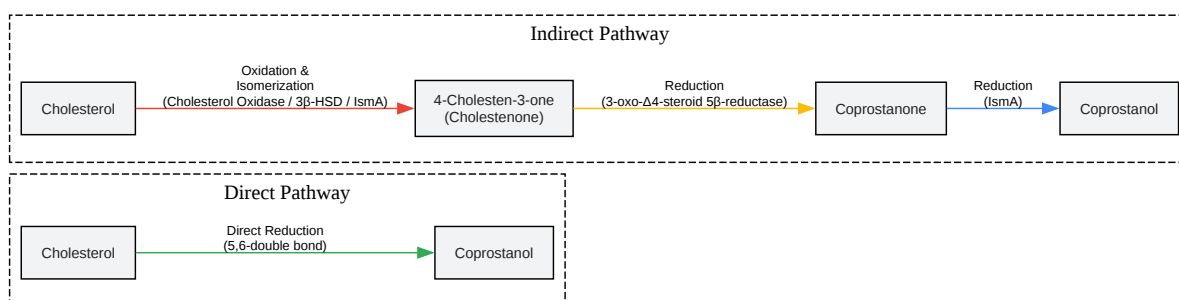 Indirect Pathway
Cholesterol
Oxidation &
Isomerization
(Cholesterol Oxidase / 3β-HSD / IsmA)
4-Cholesten-3-one
(Cholestenone)
Reduction
(3-oxo-Δ4-steroid 5β-reductase)
Coprostanone
Reduction
(IsmA)
Coprostanol
Direct Pathway
Cholesterol
Direct Reduction
(5,6-double bond)
Coprostanol